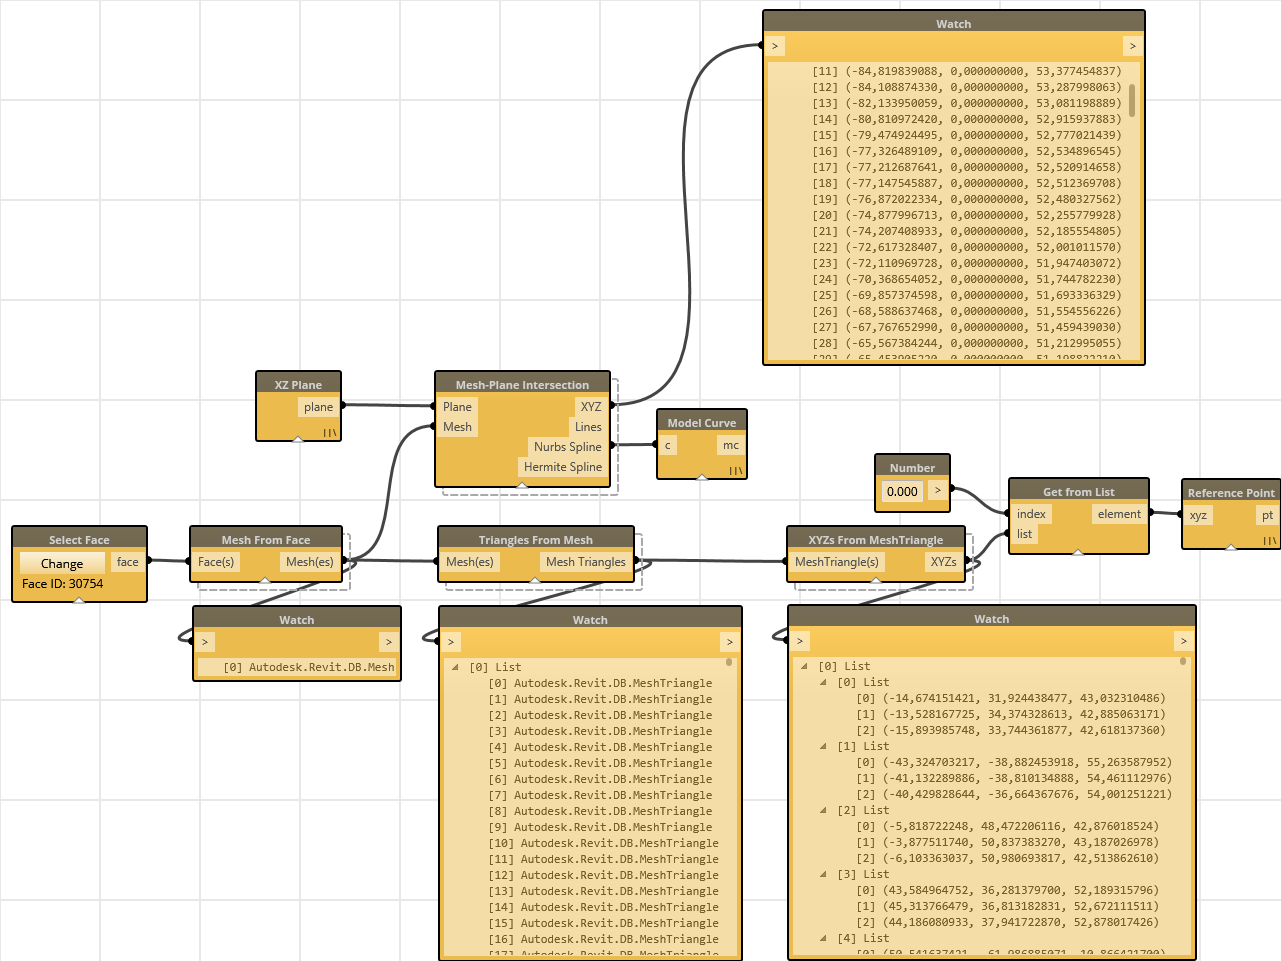 Watch
>
>
[11] (-84,819839088, 0,000000000, 53,377454837)
[12] (-84,108874330, 0,000000000, 53,287998063)
[13] (-82,133950059, 0,000000000, 53,081198889)
[14] (-80,810972420, 0,000000000, 52,915937883)
[15] (-79,474924495, 0,000000000, 52,777021439)
[16] (-77,326489109, 0,000000000, 52,534896545)
[17] (-77,212687641, 0,000000000, 52,520914658)
[18] (-77,147545887, 0,000000000, 52,512369708)
[19] (-76,872022334, 0,000000000, 52,480327562)
[20] (-74,877996713, 0,000000000, 52,255779928)
[21] (-74,207408933, 0,000000000, 52,185554805)
[22] (-72,617328407, 0,000000000, 52,001011570)
[23] (-72,110969728, 0,000000000, 51,947403072)
[24] (-70,368654052, 0,000000000, 51,744782230)
[25] (-69,857374598, 0,000000000, 51,693336329)
[26] (-68,588637468, 0,000000000, 51,554556226)
[27] (-67,767652990, 0,000000000, 51,459439030)
[28] (-65,567384244, 0,000000000, 51,212995055)
XZ Plane
plane
Mesh-Plane Intersection
Plane
XYZ
Mesh
Lines
Nurbs Spline
Hermite Spline
Model Curve
c
mc
Number
0.000
>
Get from List
index
element
list
Reference Point
xyz
pt
Select Face
Change
face
Face ID: 30754
Mesh From Face
Face(s)
Mesh(es)
Triangles From Mesh
Mesh(es)
Mesh Triangles
XYZs From MeshTriangle
MeshTriangle(s)
XYZs
Watch
>
>
[0] Autodesk.Revit.DB.Mesh
Watch
>
>
[0] List
[0] Autodesk.Revit.DB.MeshTriangle
[1] Autodesk.Revit.DB.MeshTriangle
[2] Autodesk.Revit.DB.MeshTriangle
[3] Autodesk.Revit.DB.MeshTriangle
[4] Autodesk.Revit.DB.MeshTriangle
[5] Autodesk.Revit.DB.MeshTriangle
[6] Autodesk.Revit.DB.MeshTriangle
[7] Autodesk.Revit.DB.MeshTriangle
[8] Autodesk.Revit.DB.MeshTriangle
[9] Autodesk.Revit.DB.MeshTriangle
[10] Autodesk.Revit.DB.MeshTriangle
[11] Autodesk.Revit.DB.MeshTriangle
[12] Autodesk.Revit.DB.MeshTriangle
[13] Autodesk.Revit.DB.MeshTriangle
[14] Autodesk.Revit.DB.MeshTriangle
[15] Autodesk.Revit.DB.MeshTriangle
[16] Autodesk.Revit.DB.MeshTriangle
[17] Autodesk.Revit.DB.MeshTriangle
Watch
>
>
[0] List
[0] List
[0] (-14,674151421, 31,924438477, 43,032310486)
[1] (-13,528167725, 34,374328613, 42,885063171)
[2] (-15,893985748, 33,744361877, 42,618137360)
[1] List
[0] (-43,324703217, -38,882453918, 55,263587952)
[1] (-41,132289886, -38,810134888, 54,461112976)
[2] (-40,429828644, -36,664367676, 54,001251221)
[2] List
[0] (-5,818722248, 48,472206116, 42,876018524)
[1] (-3,877511740, 50,837383270, 43,187026978)
[2] (-6,103363037, 50,980693817, 42,513862610)
[3] List
[0] (43,584964752, 36,281379700, 52,189315796)
[1] (45,313766479, 36,813182831, 52,672111511)
[2] (44,186080933, 37,941722870, 52,878017426)
[4] List